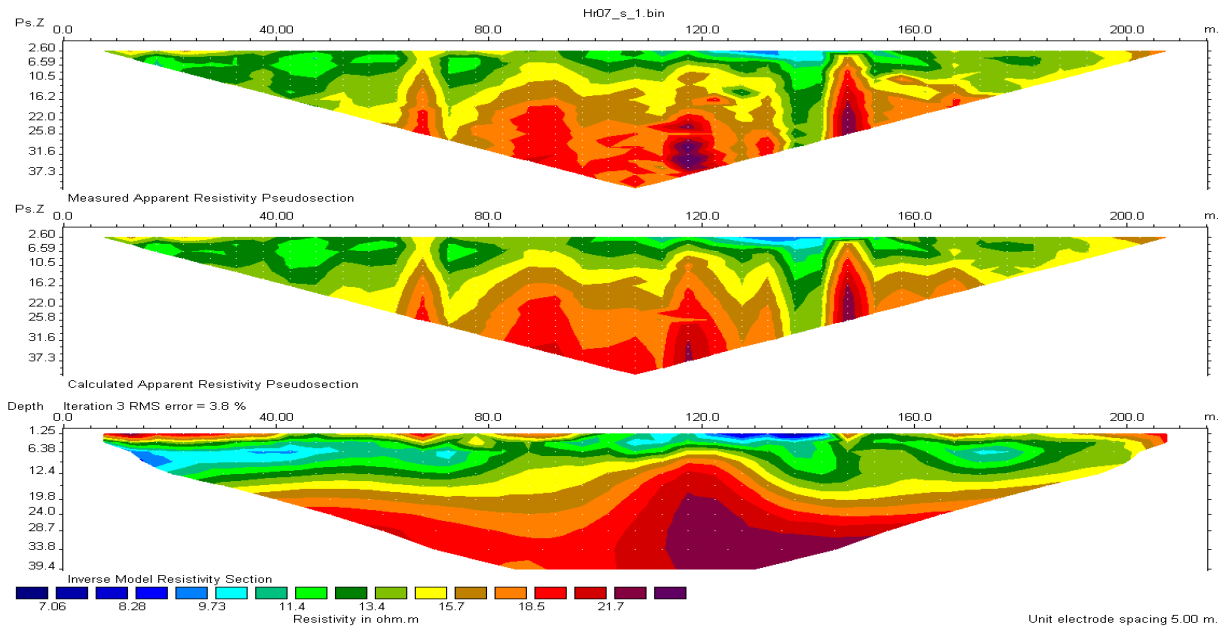 Hr07_s_1.bin
Ps.Z 0.0 40.00 80.0 120.0 160.0 200.0 m.
2.60
6.59
10.5
16.2
22.0
25.8
31.6
37.3
Measured Apparent Resistivity Pseudosection
Ps.Z 0.0 40.00 80.0 120.0 160.0 200.0 m.
2.60
6.59
10.5
16.2
22.0
25.8
31.6
37.3
Calculated Apparent Resistivity Pseudosection
Depth Iteration 3 RMS error = 3.8 %
0.0 40.00 80.0 120.0 160.0 200.0 m.
1.25
6.38
12.4
19.8
24.0
28.7
33.8
39.4
Inverse Model Resistivity Section
7.06 8.28 9.73 11.4 13.4 15.7 18.5 21.7
Resistivity in ohm.m Unit electrode spacing 5.00 m.